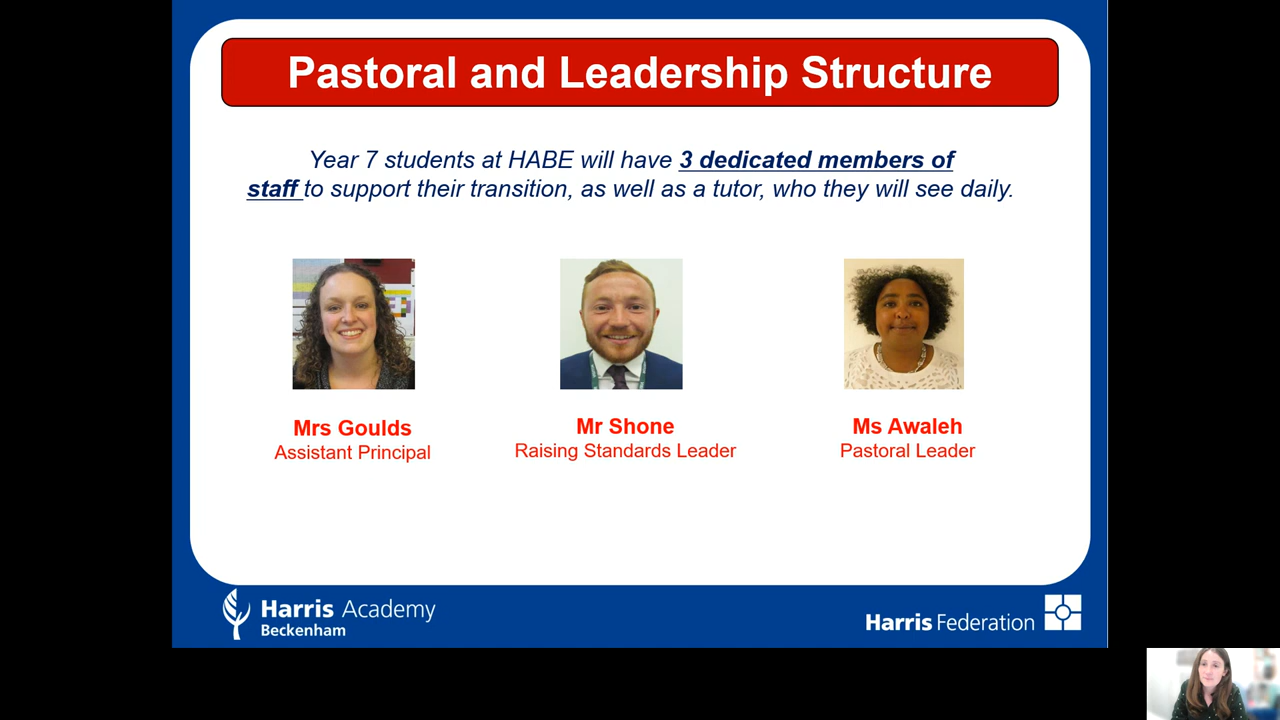 Pastoral and Leadership Structure
Year 7 students at HABE will have 3 dedicated members of
staff to support their transition, as well as a tutor, who they will see daily.
Mrs Goulds
Assistant Principal
Mr Shone
Raising Standards Leader
Ms Awaleh
Pastoral Leader
Harris Academy
Beckenham
Harris Federation